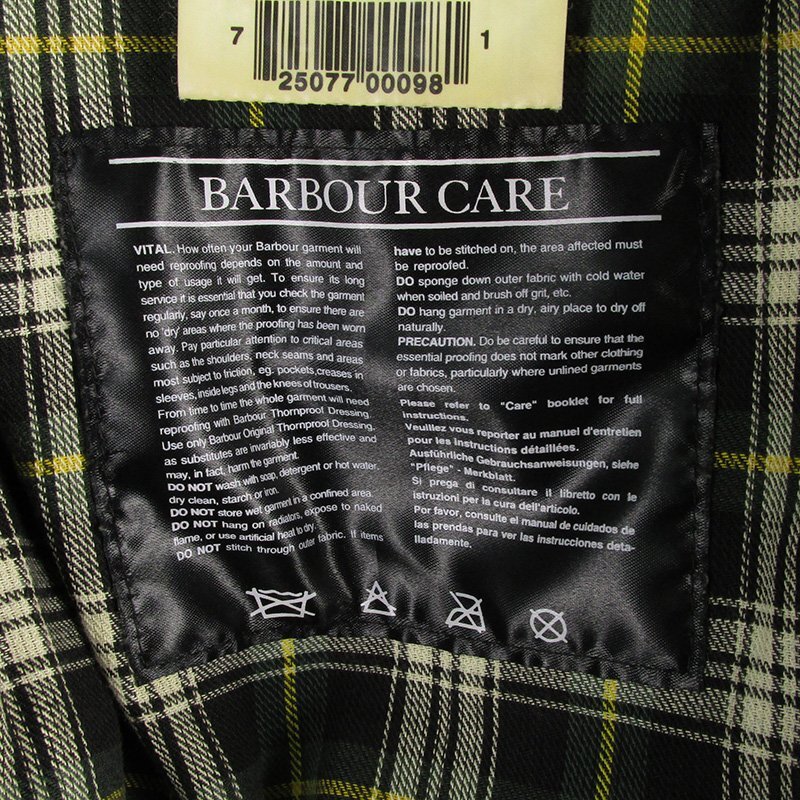 7 25077 00098 1
BARBOUR CARE
VITAL. How often your Barbour garment will
need reproofing depends on the amount and
type of usage it will get. To ensure its long
service it is essential that you check the garment
regularly, say once a month, to ensure there are
no 'dry' areas where the proofing has been worn
away. Pay particular attention to critical areas
such as the shoulders, neck seams and areas
most subject to friction, eg. pockets,creases in
sleeves, inside legs and the knees of trousers.
From time to time the whole garment will need
reproofing with Barbour Thornproof Dressing.
Use only Barbour Original Thornproof Dressing,
as substitutes are invariably less effective and
may, in fact, harm the garment.
DO NOT wash with soap, detergent or hot water,
dry clean, starch or iron.
DO NOT store wet garment in a confined area.
DO NOT hang on radiators, expose to naked
flame, or use artificial heat to dry.
DO NOT stitch through outer fabric. If items
have to be stitched on, the area affected must
be reproofed.
DO sponge down outer fabric with cold water
when soiled and brush off grit, etc.
DO hang garment in a dry, airy place to dry off
naturally.
PRECAUTION. Do be careful to ensure that the
essential proofing does not mark other clothing
or fabrics, particularly where unlined garments
are chosen.
Please refer to "Care" booklet for full
instructions.
Veuillez vous reporter au manuel d'entretien
pour les instructions détaillées.
Ausführliche Gebrauchsanweisungen, siehe
"Pflege" - Merkblatt.
Si prega di consultare il libretto con le
istruzioni per la cura dell'articolo.
Por favor, consulte el manual de cuidados de
las prendas para ver las instrucciones deta-
lladamente.